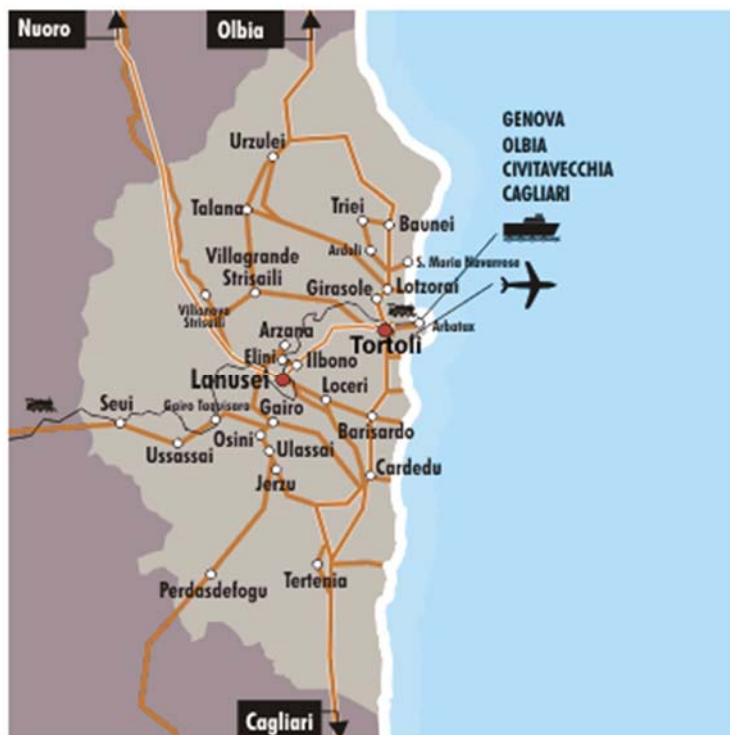 Nuoro
Olbia
GENOVA
OLBIA
CIVITAVECCHIA
CAGLIARI
Urzulei
Talana
Triei
Baunei
Ardali
S. Maria Navarrese
Villagrande
Strisaili
Girasole
Lotzorai
Villanova
Strisaili
Arbatax
Arzana
Tortolì
Elini
Ilbono
Lanusei
Loceri
Seui
Gairo Taquisara
Gairo
Barisardo
Osini
Ussassai
Ulassai
Cardedu
Jerzu
Tertenia
Perdasdefogu
Cagliari